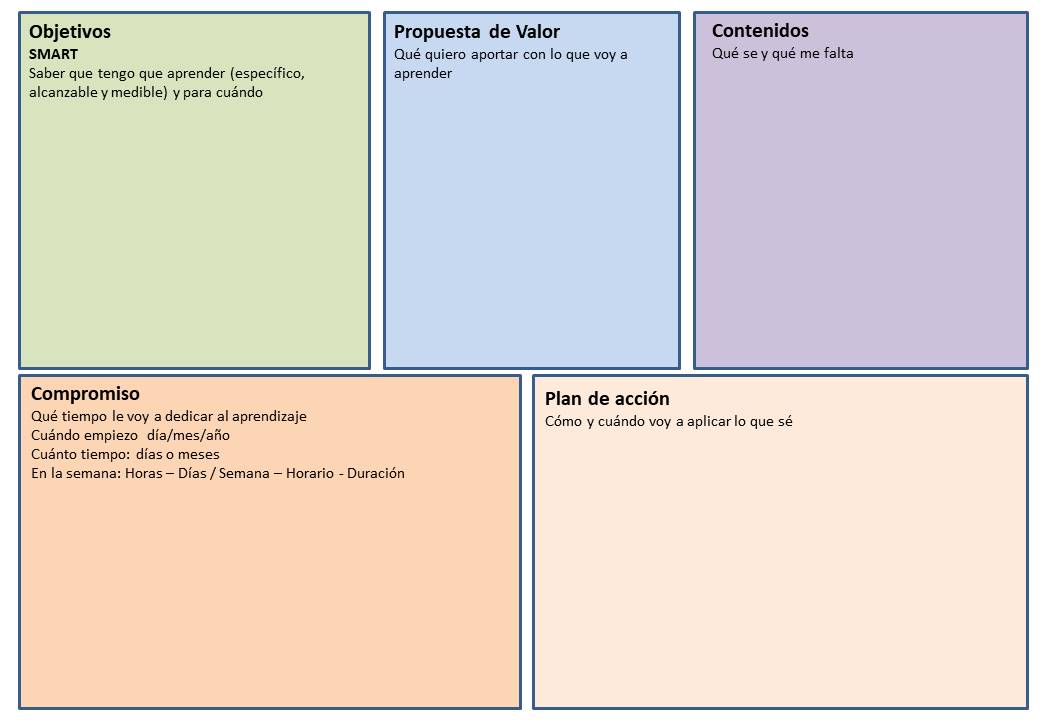 Objetivos
SMART
Saber que tengo que aprender (específico,
alcanzable y medible) y para cuándo
Propuesta de Valor
Qué quiero aportar con lo que voy a
aprender
Contenidos
Qué se y qué me falta
Compromiso
Qué tiempo le voy a dedicar al aprendizaje
Cuándo empiezo día/mes/año
Cuánto tiempo: días o meses
En la semana: Horas – Días / Semana – Horario - Duración
Plan de acción
Cómo y cuándo voy a aplicar lo que sé